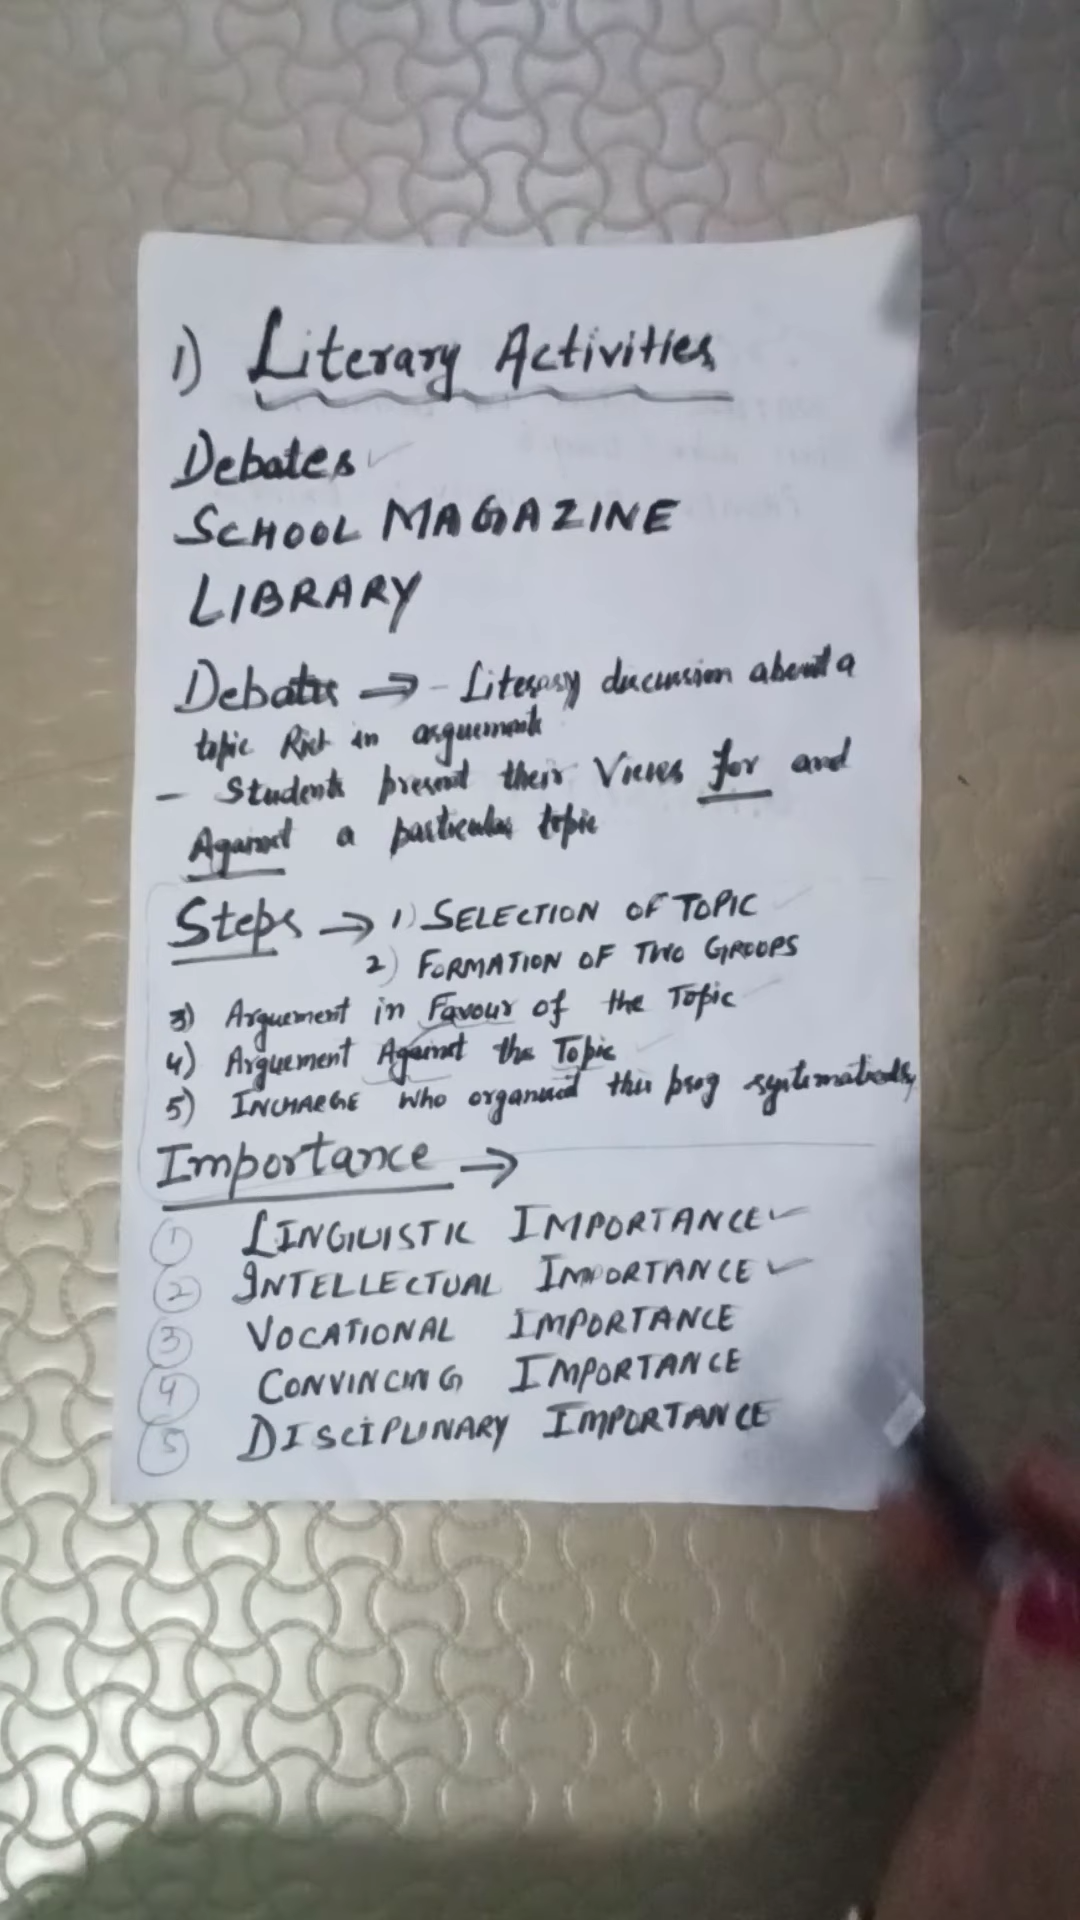 1) Literary Activities
Debates
SCHOOL MAGAZINE
LIBRARY
Debates → - Literary discussion about a
topic Rich in arguements
- Students present their Views for and
Against a particular topic
Steps → 1) SELECTION OF TOPIC
2) FORMATION OF TWO GROUPS
3) Arguement in Favour of the Topic
4) Arguement Against the Topic
5) INCHARGE who organised this prog systematically
Importance →
1 LINGUISTIC IMPORTANCE
2 INTELLECTUAL IMPORTANCE
3 VOCATIONAL IMPORTANCE
4 CONVINCING IMPORTANCE
5 DISCIPLINARY IMPORTANCE